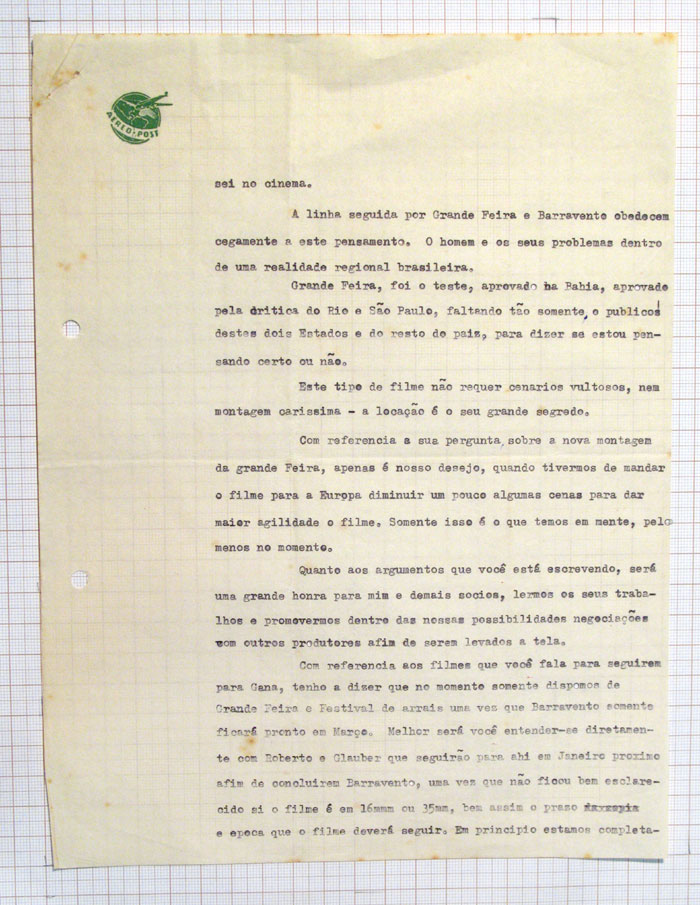 AEREO-POST
sei no cinema.
A linha seguida por Grande Feira e Barravento obedecem
cegamente a este pensamento. O homem e os seus problemas dentro
de uma realidade regional brasileira.
Grande Feira, foi o teste, aprovado na Bahia, aprovado
pela critica do Rio e São Paulo, faltando tão somente, o publicos
destes dois Estados e do resto do paiz, para dizer se estou pen-
sando certo ou não.
Este tipo de filme não requer cenarios vultosos, nem
montagem carissima - a locação é o seu grande segredo.
Com referencia a sua pergunta sobre a nova montagem
da grande Feira, apenas é nosso desejo, quando tivermos de mandar
o filme para a Europa diminuir um pouco algumas cenas para dar
maior agilidade o filme. Somente isso é o que temos em mente, pelo
menos no momento.
Quanto aos argumentos que você está escrevendo, será
uma grande honra para mim e demais socios, lermos os seus traba-
lhos e promovermos dentro das nossas possibilidades negociações
com outros produtores afim de serem levados a tela.
Com referencia aos filmes que você fala para seguirem
para Gana, tenho a dizer que no momento somente dispomos de
Grande Feira e Festival de arrais uma vez que Barravento somente
ficará pronto em Março. Melhor será você entender-se diretamen-
te com Roberto e Glauber que seguirão para ahi em Janeiro proximo
afim de concluirem Barravento, uma vez que não ficou bem esclare-
cido si o filme é em 16mmm ou 35mm, bem assim o prazo
e epoca que o filme deverá seguir. Em principio estamos completa-